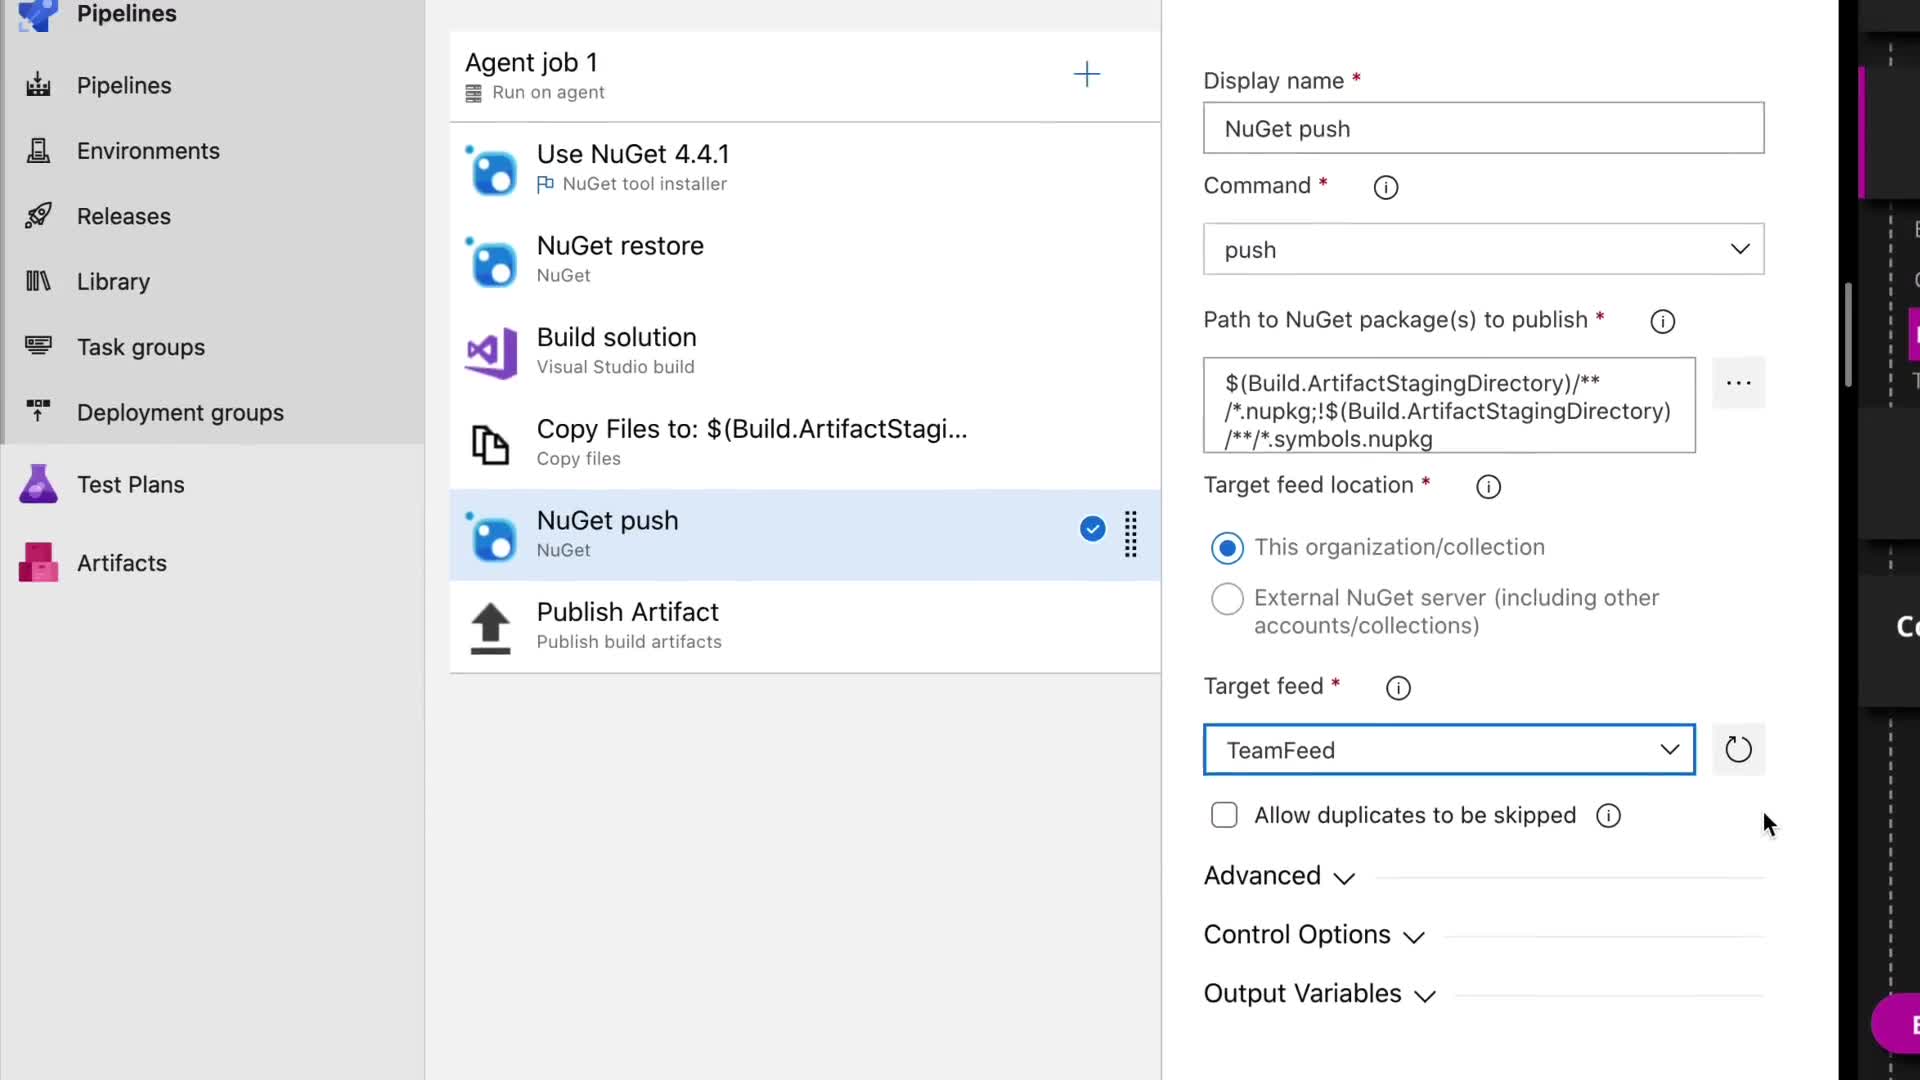 Pipelines
Pipelines
Environments
Releases
Library
Task groups
Deployment groups
Test Plans
Artifacts
Agent job 1
Run on agent
Use NuGet 4.4.1
NuGet tool installer
NuGet restore
NuGet
Build solution
Visual Studio build
Copy Files to: $(Build.ArtifactStagi...
Copy files
NuGet push
NuGet
Publish Artifact
Publish build artifacts
Display name *
NuGet push
Command *
push
Path to NuGet package(s) to publish *
$(Build.ArtifactStagingDirectory)/**
/*.nupkg;!$(Build.ArtifactStagingDirectory)
/**/*.symbols.nupkg
Target feed location *
This organization/collection
External NuGet server (including other
accounts/collections)
Target feed *
TeamFeed
Allow duplicates to be skipped
Advanced
Control Options
Output Variables